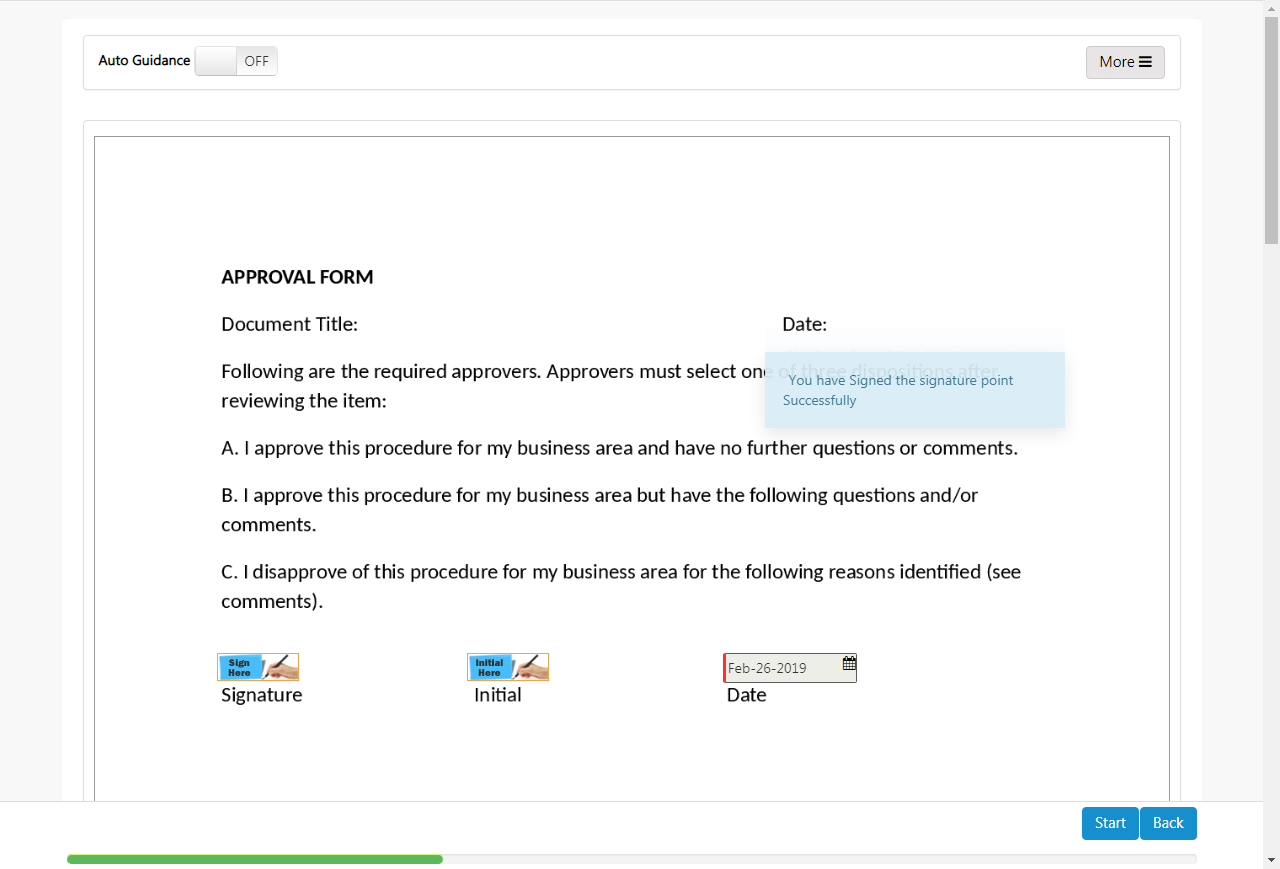 Auto Guidance OFF More
APPROVAL FORM
Document Title: Date:
Following are the required approvers. Approvers must select one of three dispositions after
reviewing the item:
You have Signed the signature point
Successfully
A. I approve this procedure for my business area and have no further questions or comments.
B. I approve this procedure for my business area but have the following questions and/or
comments.
C. I disapprove of this procedure for my business area for the following reasons identified (see
comments).
Sign
Here
Initial
Here
Feb-26-2019
Signature Initial Date
Start Back